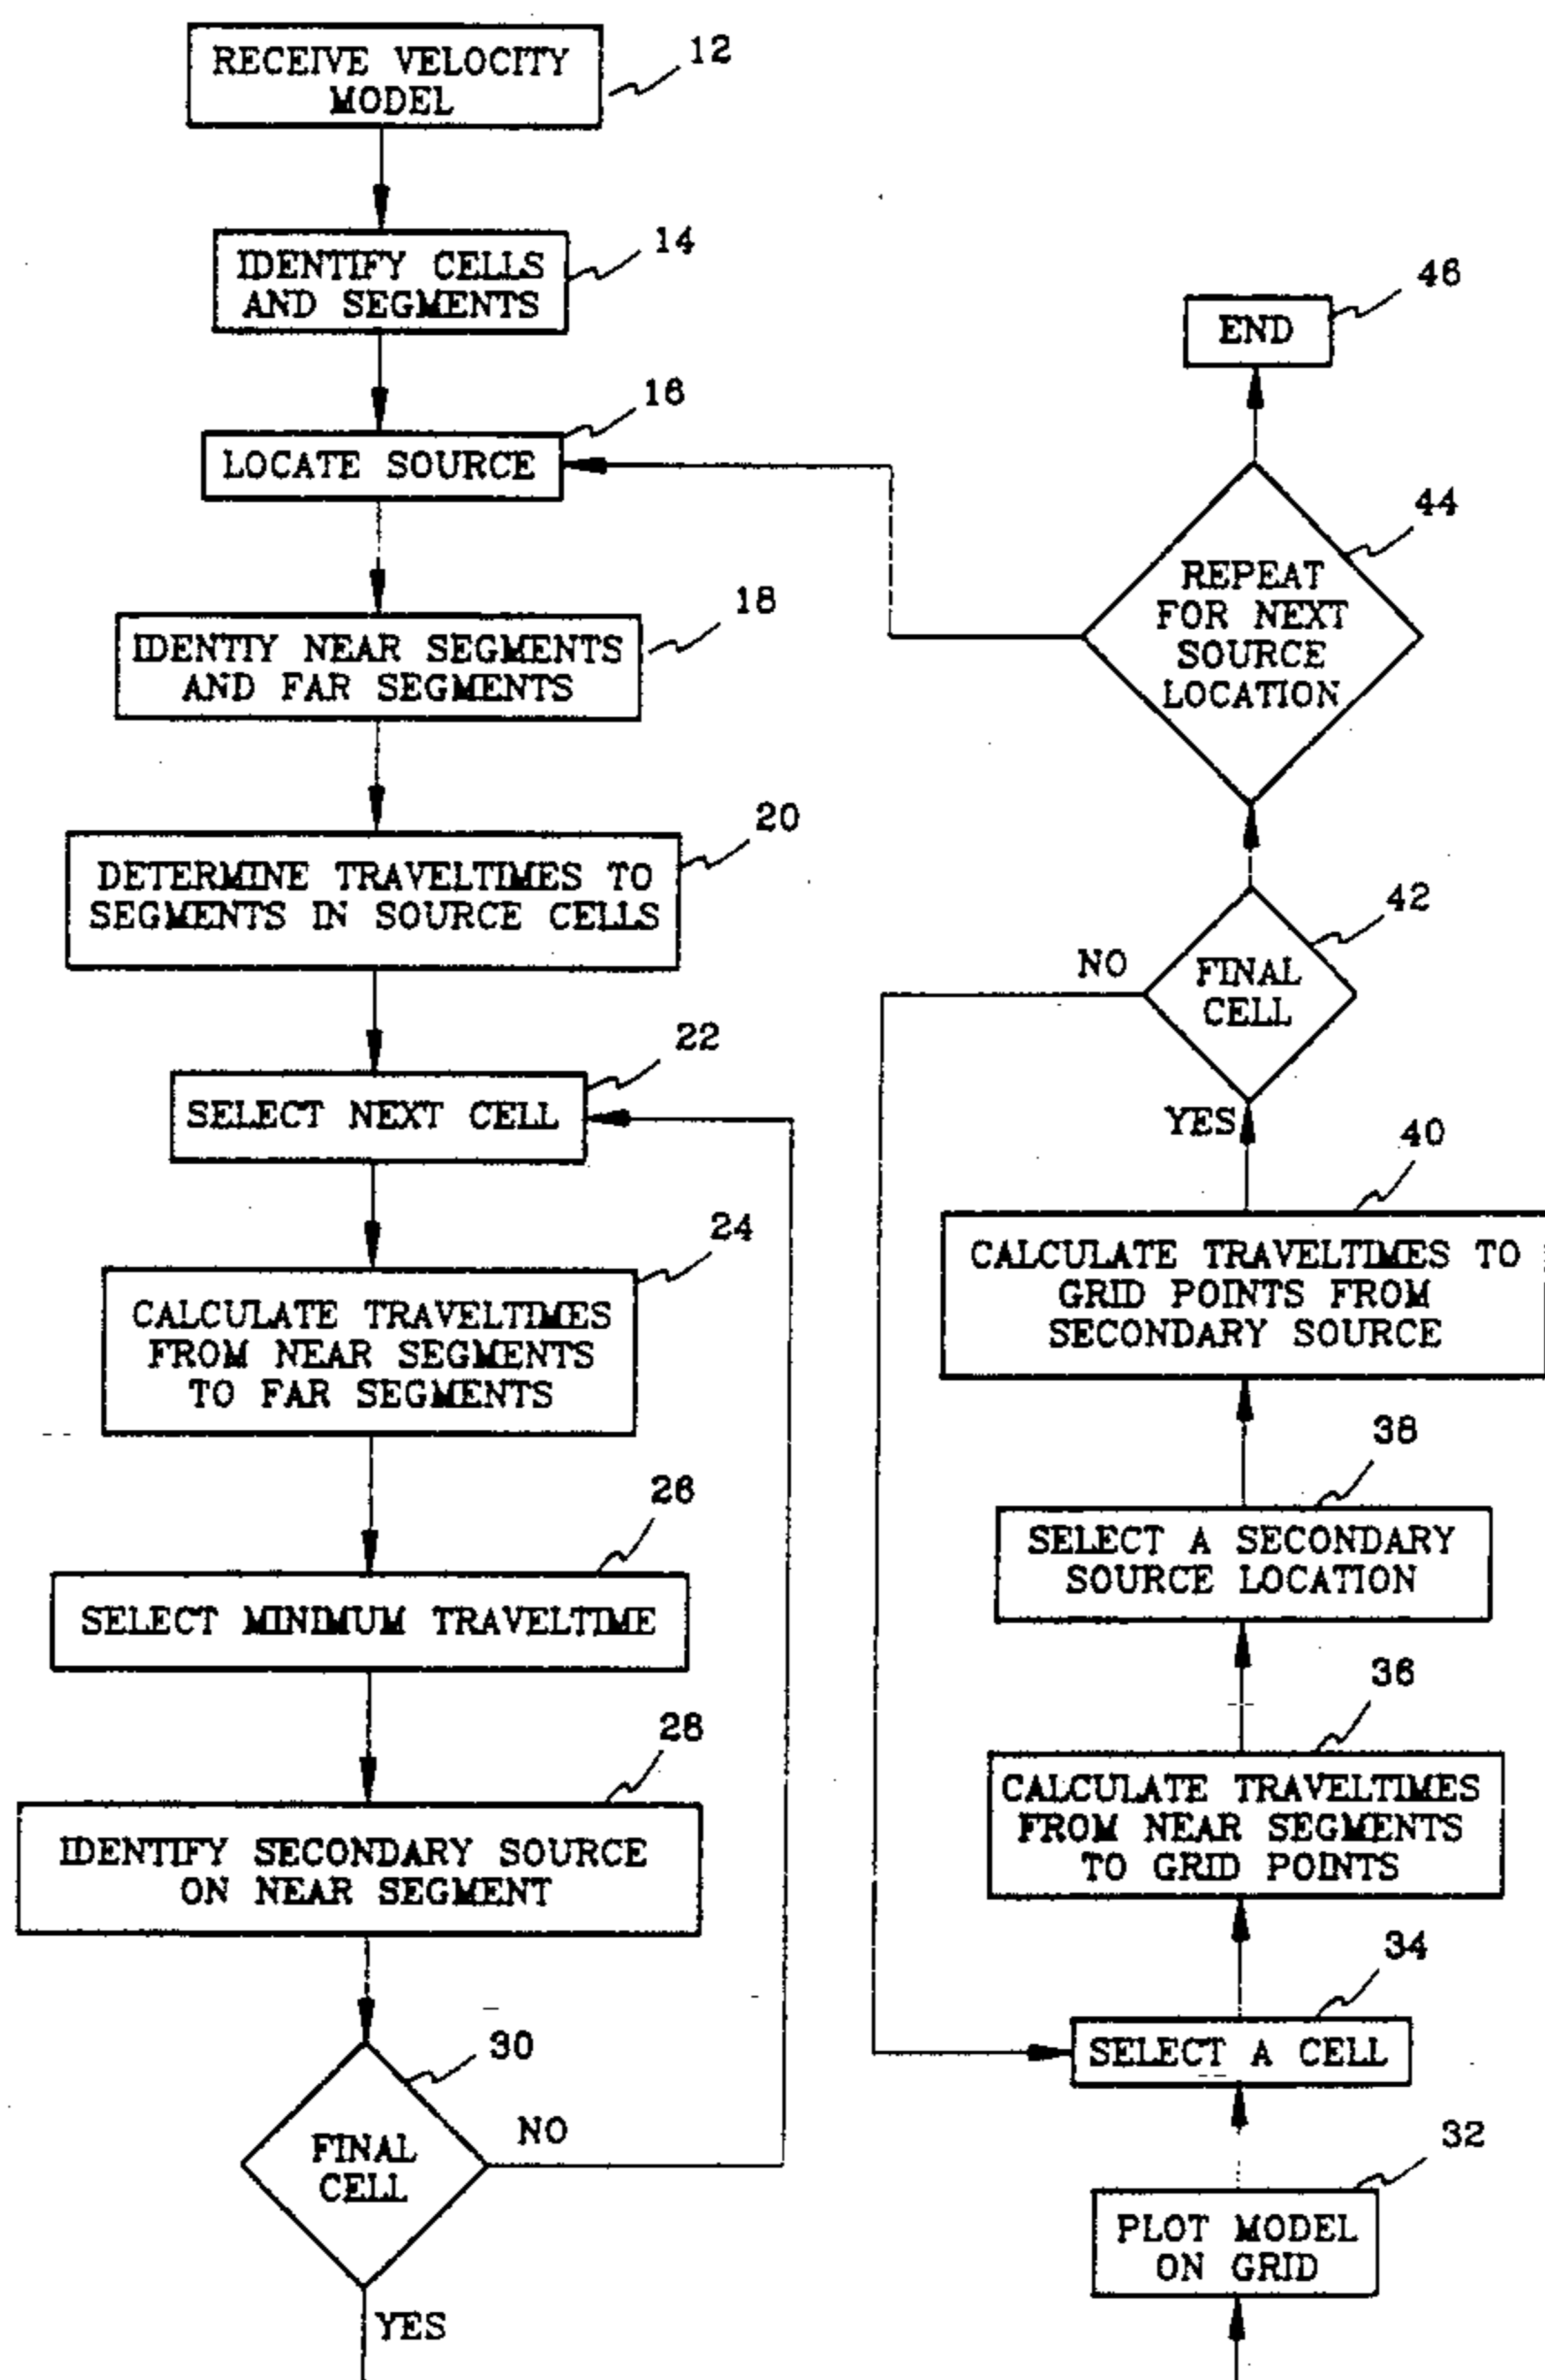 RECEIVE VELOCITY
MODEL
12
IDENTIFY CELLS
AND SEGMENTS
14
LOCATE SOURCE
16
IDENTIY NEAR SEGMENTS
AND FAR SEGMENTS
18
DETERMINE TRAVELTIMES TO
SEGMENTS IN SOURCE CELLS
20
SELECT NEXT CELL
22
CALCULATE TRAVELTIMES
FROM NEAR SEGMENTS
TO FAR SEGMENTS
24
SELECT MINIMUM TRAVELTIME
26
IDENTIFY SECONDARY SOURCE
ON NEAR SEGMENT
28
FINAL
CELL
30
NO
YES
END
46
REPEAT
FOR NEXT
SOURCE
LOCATION
44
FINAL
CELL
42
NO
YES
CALCULATE TRAVELTIMES TO
GRID POINTS FROM
SECONDARY SOURCE
40
SELECT A SECONDARY
SOURCE LOCATION
38
CALCULATE TRAVELTIMES
FROM NEAR SEGMENTS
TO GRID POINTS
36
SELECT A CELL
34
PLOT MODEL
ON GRID
32